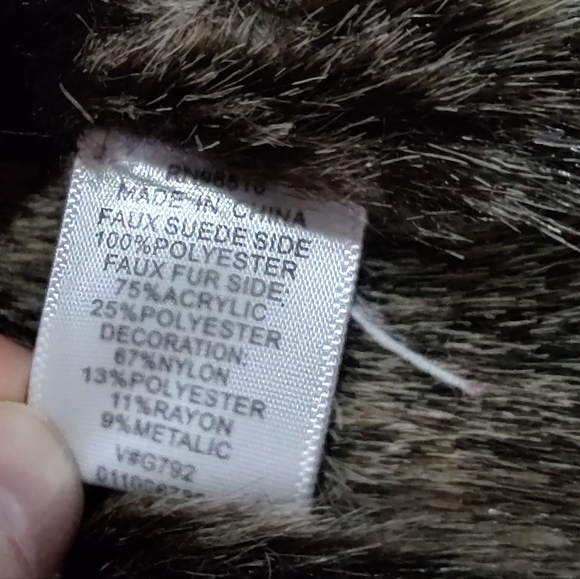 RN98510
MADE IN CHINA
FAUX SUEDE SIDE
100%POLYESTER
FAUX FUR SIDE:
75%ACRYLIC
25%POLYESTER
DECORATION:
67%NYLON
13%POLYESTER
11%RAYON
9%METALIC
V#G792